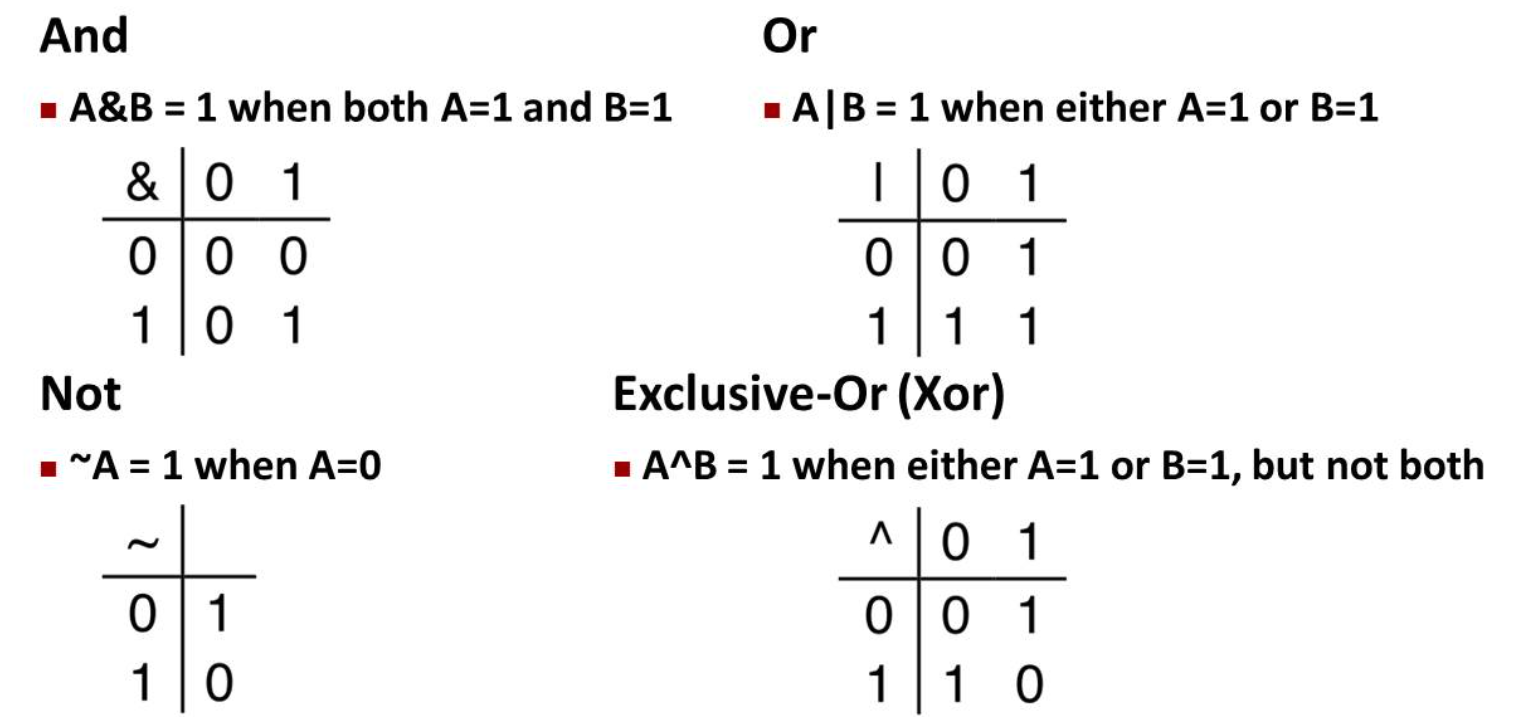 And
■ A&B = 1 when both A=1 and B=1
& 0 1
0 0 0
1 0 1
Or
■ A|B = 1 when either A=1 or B=1
| 0 1
0 0 1
1 1 1
Not
■ ~A = 1 when A=0
~
0 1
1 0
Exclusive-Or (Xor)
■ A^B = 1 when either A=1 or B=1, but not both
^ 0 1
0 0 1
1 1 0